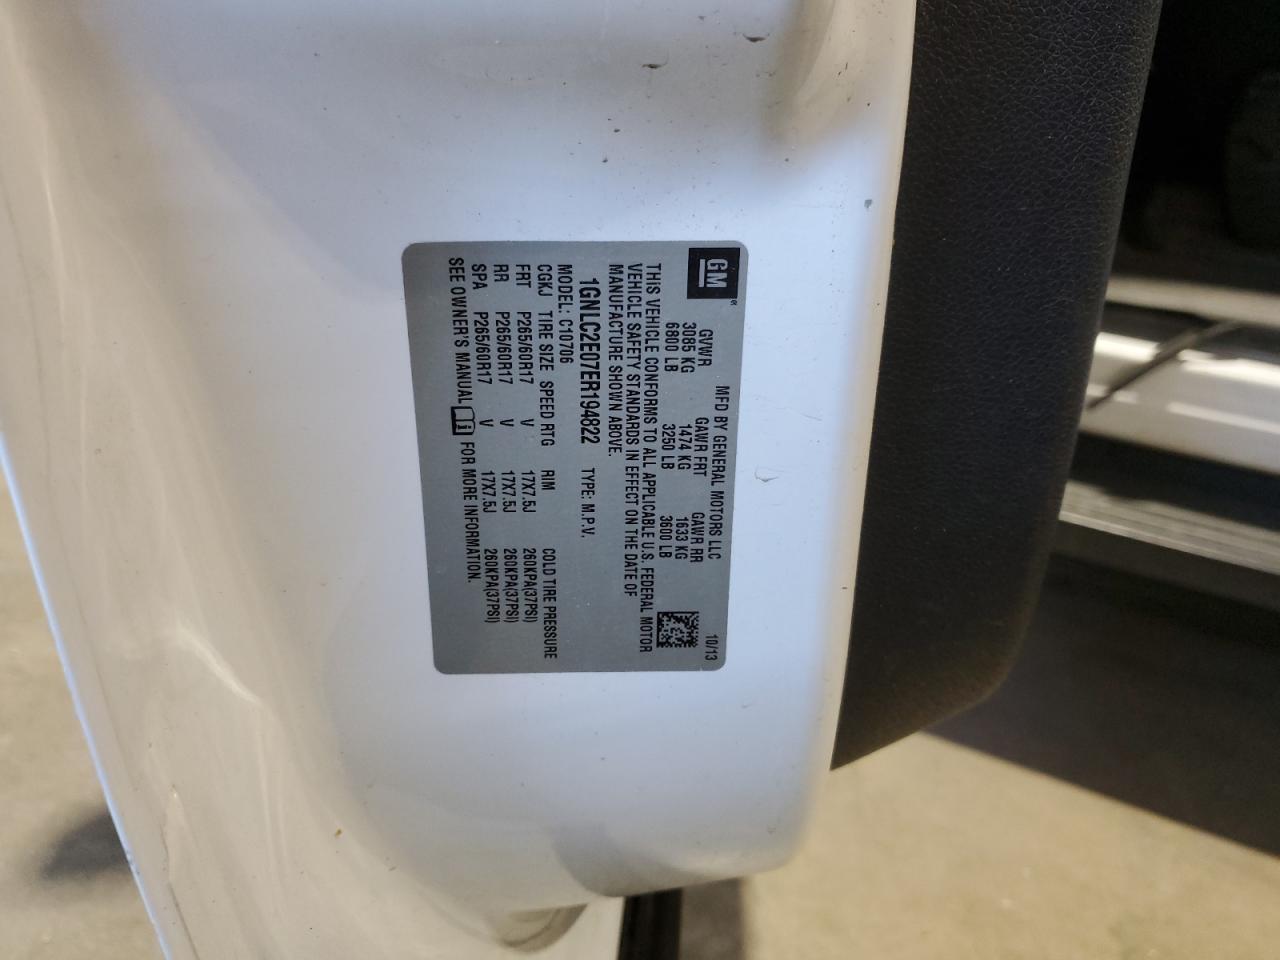 GM
MFD BY GENERAL MOTORS LLC 10/13
GVWR GAWR FRT GAWR RR
3085 KG 1474 KG 1633 KG
6800 LB 3250 LB 3600 LB
THIS VEHICLE CONFORMS TO ALL APPLICABLE U.S. FEDERAL MOTOR
VEHICLE SAFETY STANDARDS IN EFFECT ON THE DATE OF
MANUFACTURE SHOWN ABOVE.
1GNLC2E07ER194822 TYPE: M.P.V.
MODEL: C10706
CGKJ TIRE SIZE SPEED RTG RIM COLD TIRE PRESSURE
FRT P265/60R17 V 17X7.5J 260KPA(37PSI)
RR P265/60R17 V 17X7.5J 260KPA(37PSI)
SPA P265/60R17 V 17X7.5J 260KPA(37PSI)
SEE OWNER'S MANUAL FOR MORE INFORMATION.